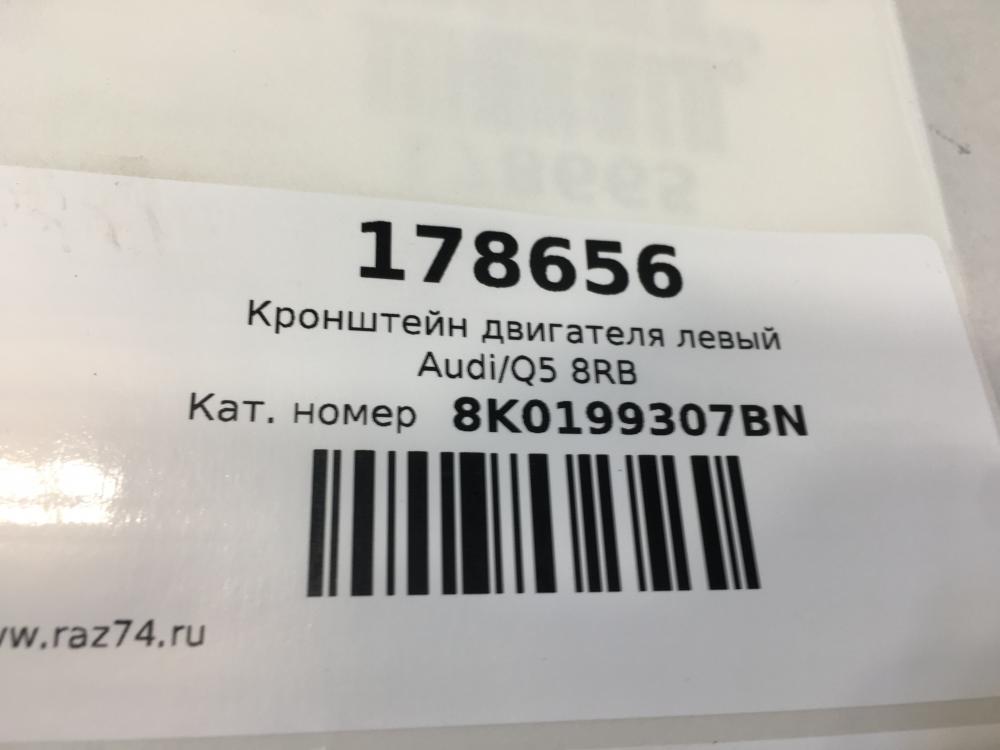 178656
Кронштейн двигателя левый
Audi/Q5 8RB
Кат. номер 8K0199307BN
www.raz74.ru